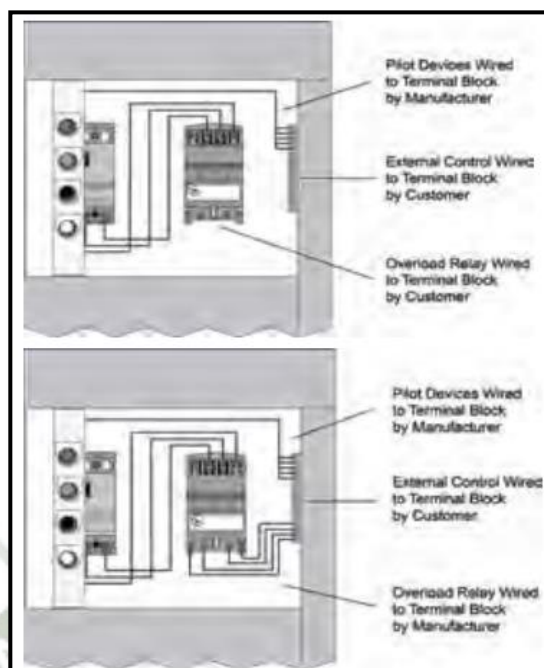 Pilot Devices Wired
to Terminal Block
by Manufacturer
External Control Wired
to Terminal Block
by Customer
Overload Relay Wired
to Terminal Block
by Customer
Pilot Devices Wired
to Terminal Block
by Manufacturer
External Control Wired
to Terminal Block
by Customer
Overload Relay Wired
to Terminal Block
by Manufacturer